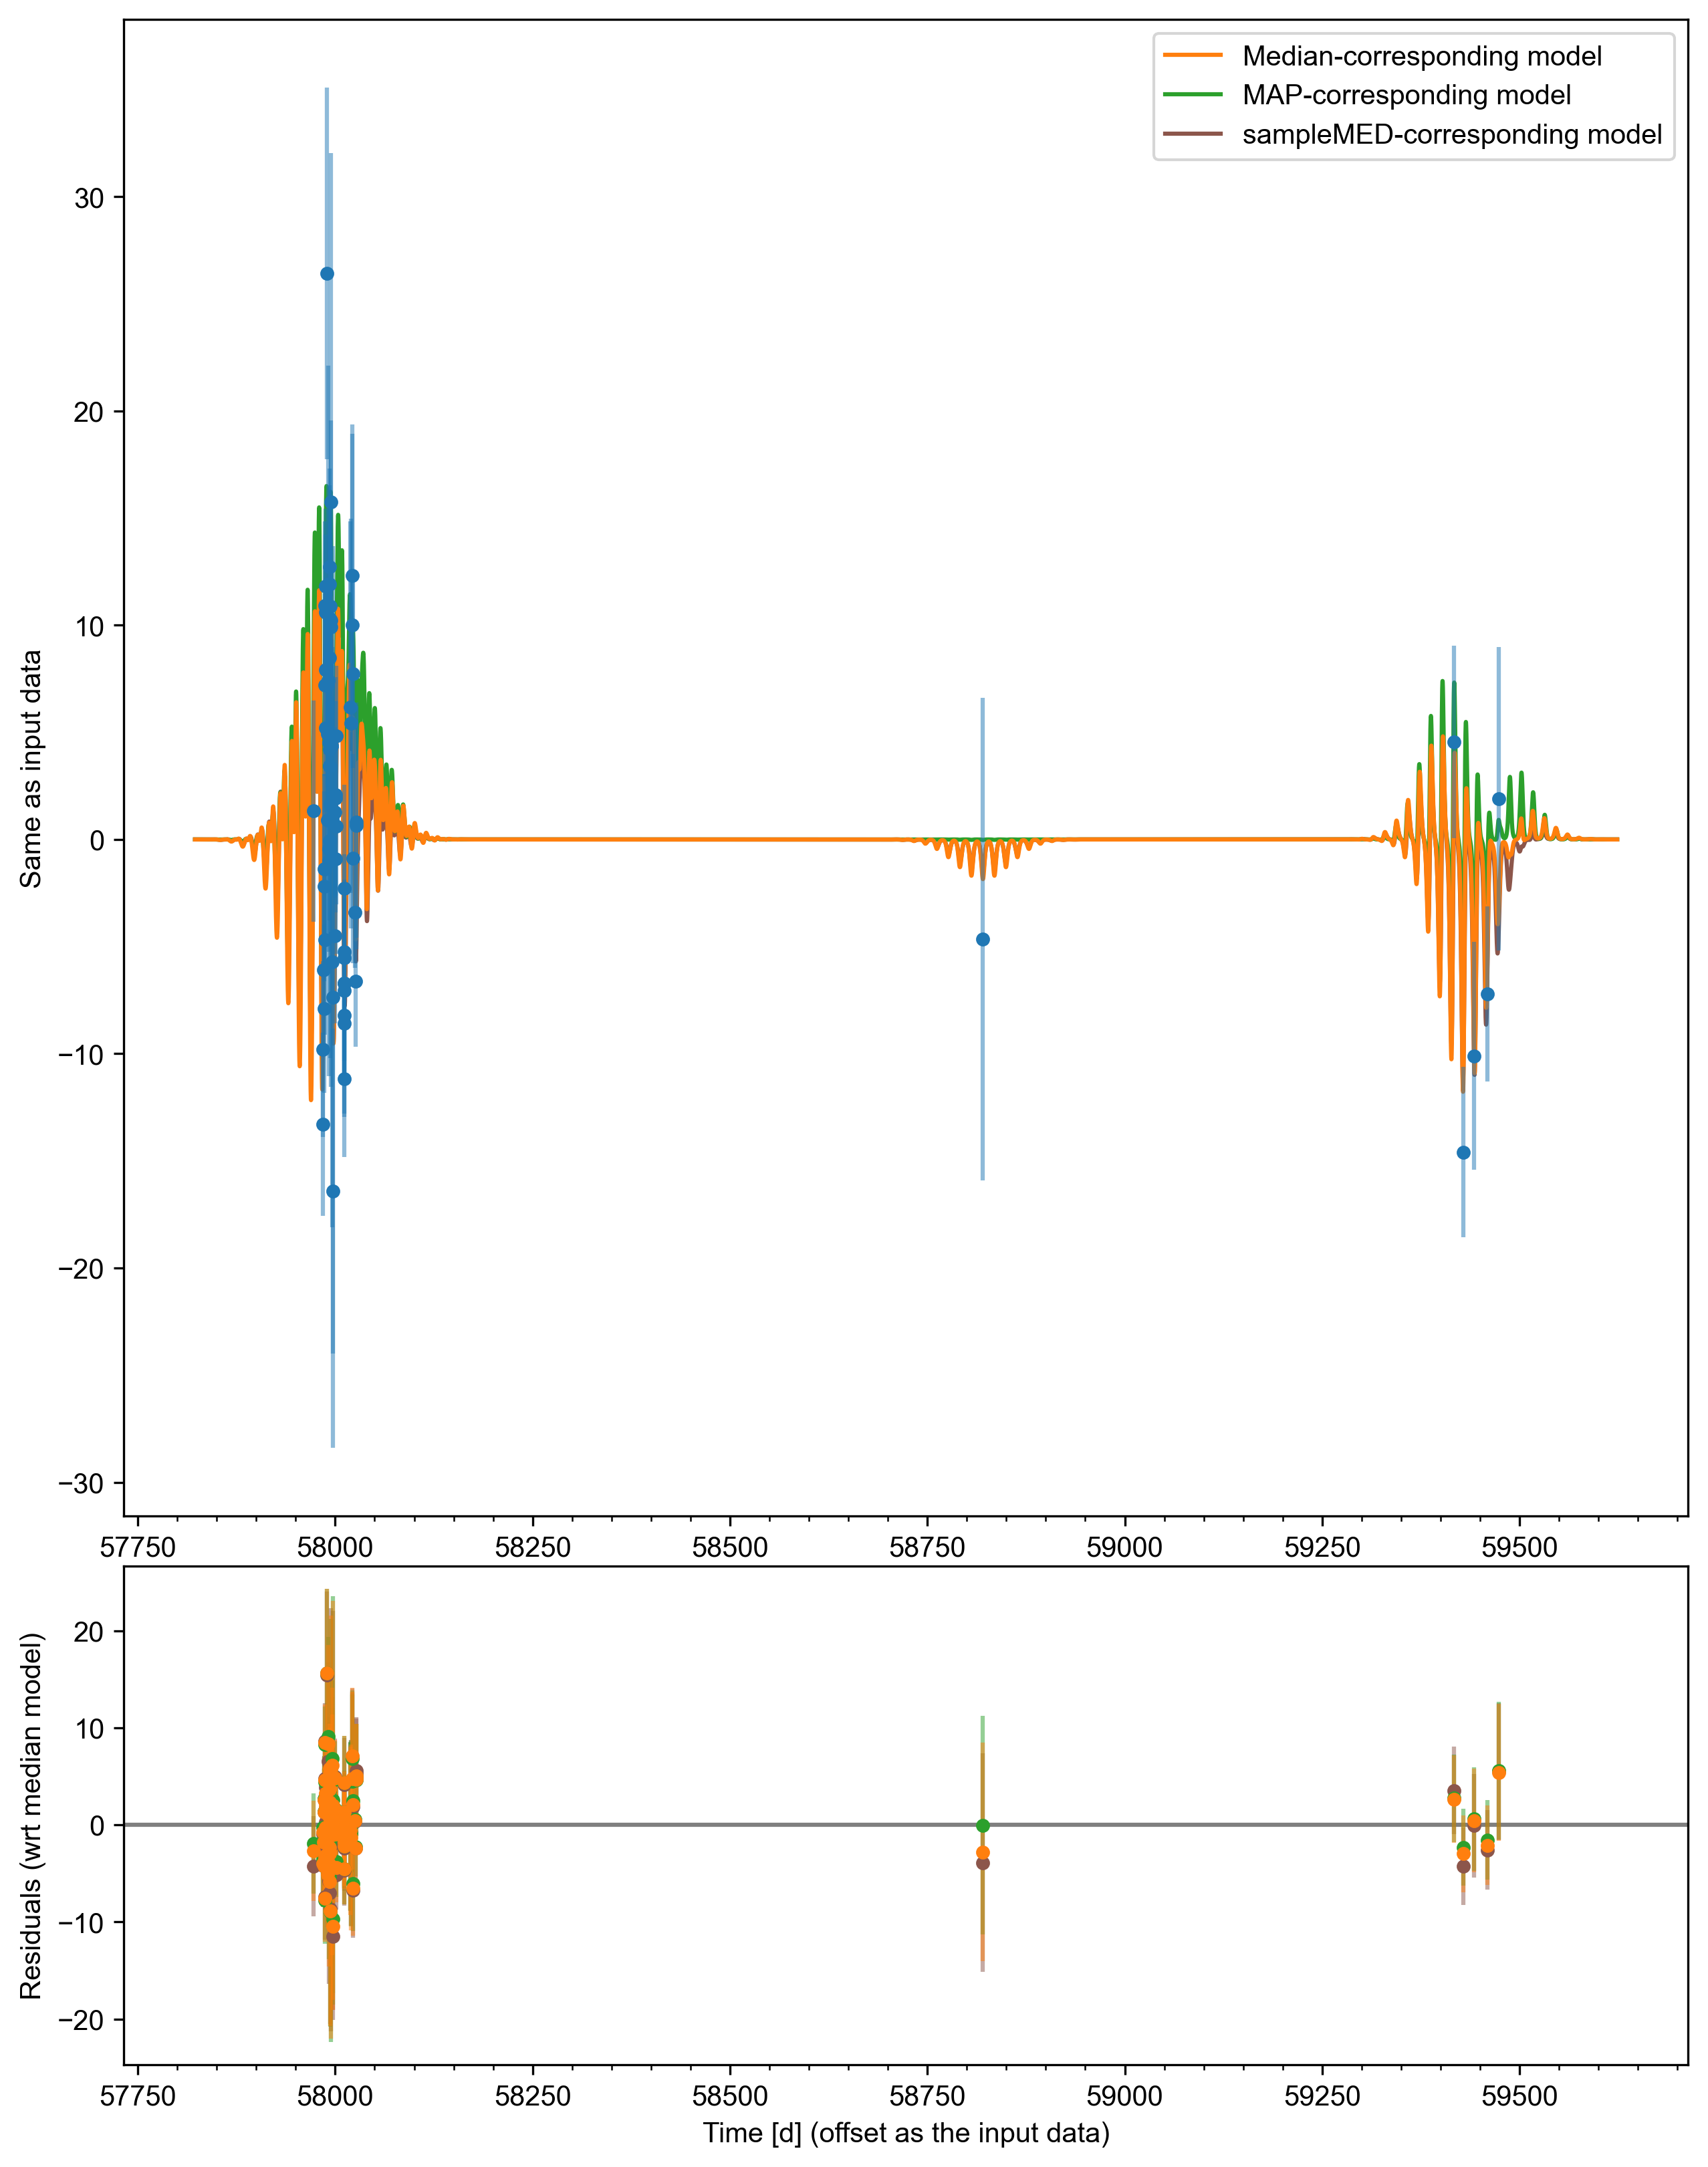 Median-corresponding model
MAP-corresponding model
sampleMED-corresponding model
Same as input data
30
20
10
0
−10
−20
−30
57750 58000 58250 58500 58750 59000 59250 59500
Residuals (wrt median model)
20
10
0
−10
−20
57750 58000 58250 58500 58750 59000 59250 59500
Time [d] (offset as the input data)